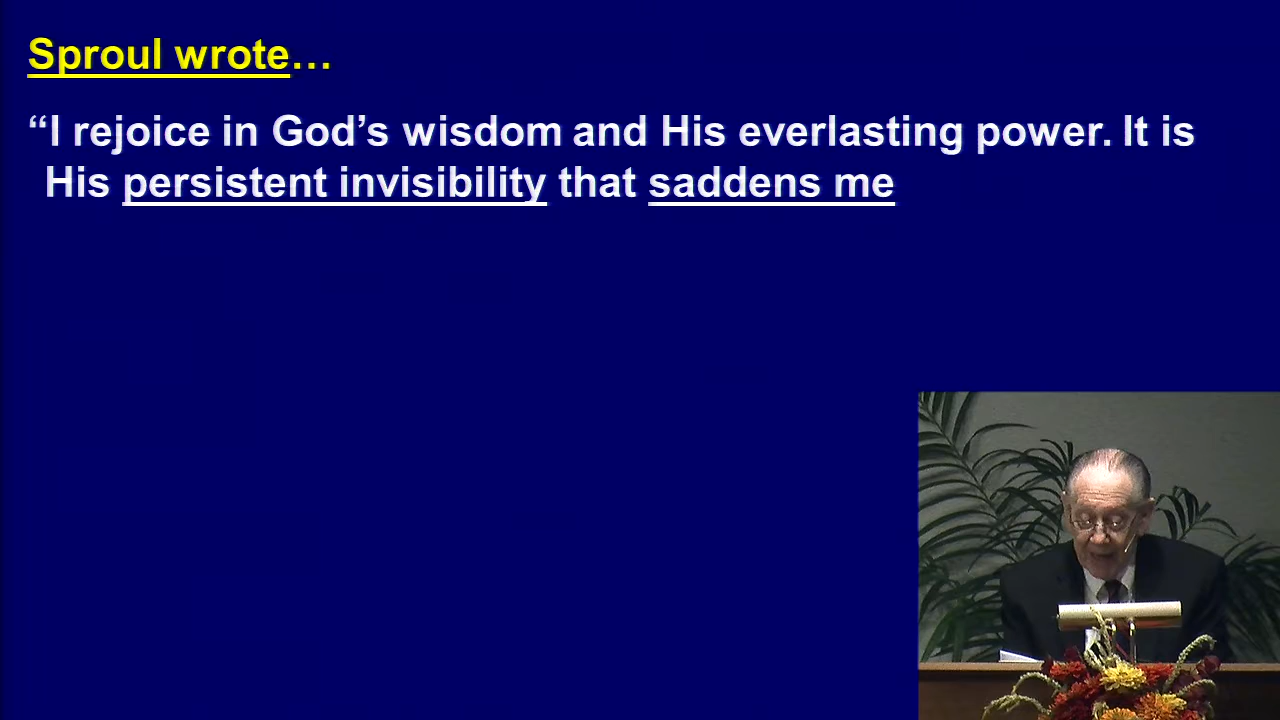 Sproul wrote…
“I rejoice in God’s wisdom and His everlasting power. It is
His persistent invisibility that saddens me